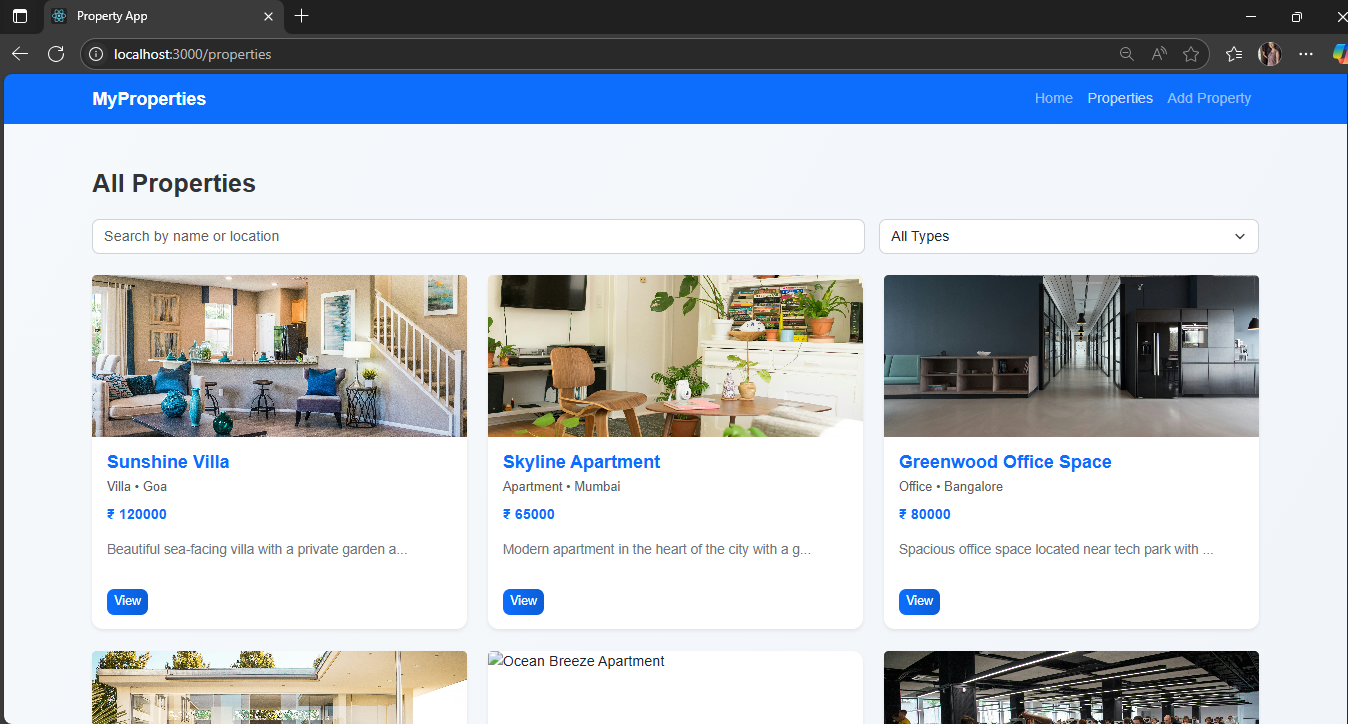 Property App
localhost:3000/properties
MyProperties
Home Properties Add Property
All Properties
Search by name or location
All Types
Sunshine Villa
Villa • Goa
₹ 120000
Beautiful sea-facing villa with a private garden a...
View
Skyline Apartment
Apartment • Mumbai
₹ 65000
Modern apartment in the heart of the city with a g...
View
Greenwood Office Space
Office • Bangalore
₹ 80000
Spacious office space located near tech park with ...
View
Ocean Breeze Apartment